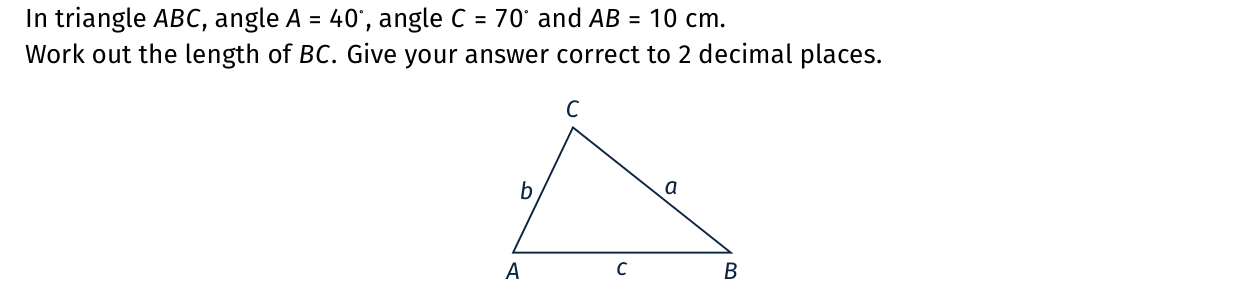 In triangle ABC, angle A = 40°, angle C = 70° and AB = 10 cm.
Work out the length of BC. Give your answer correct to 2 decimal places.
C
b
a
A
c
B